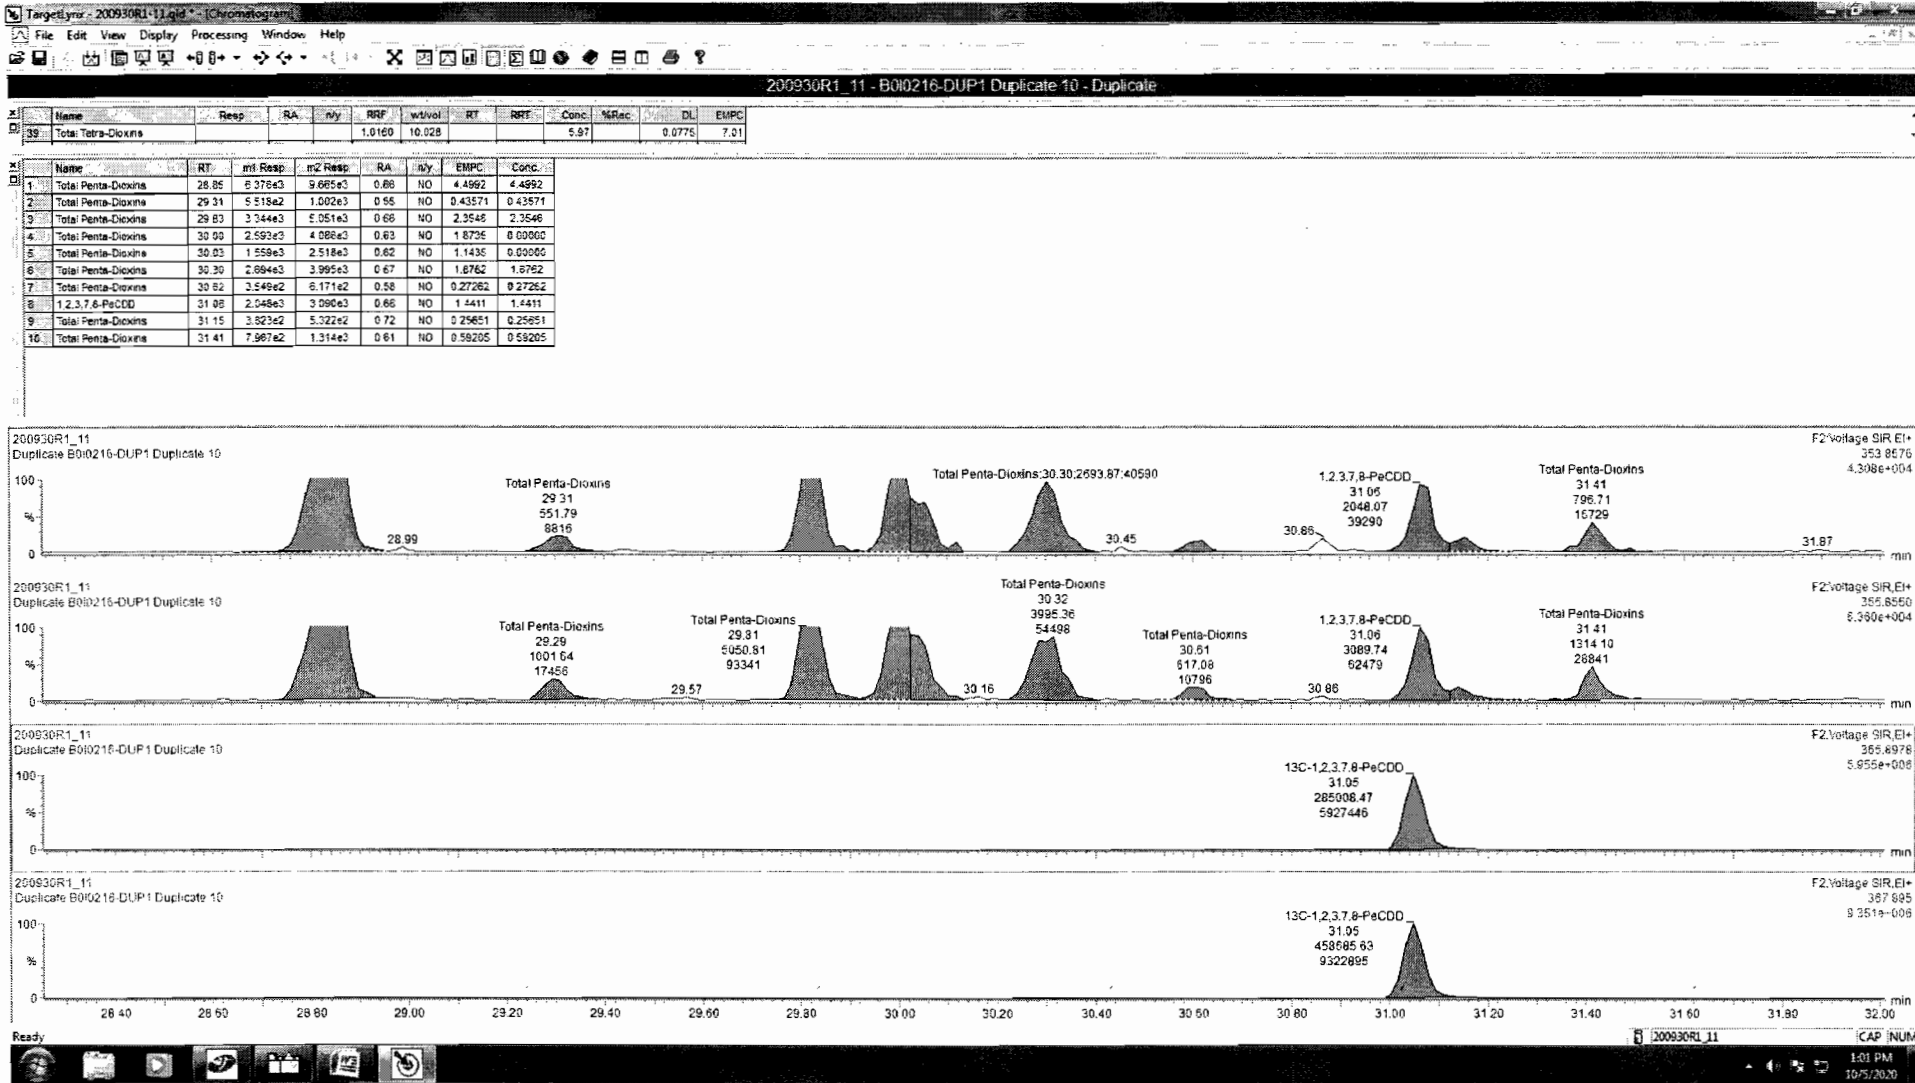 TargetLynx - 200930R1-11.qld * - [Chromatogram]
File Edit View Display Processing Window Help
200930R1_11 - B0I0216-DUP1 Duplicate 10 - Duplicate
Name Resp RA n/y RRF wt/vol RT RRT Conc. %Rec DL EMPC
39 Total Tetra-Dioxins 1.0160 10.028 5.97 0.0775 7.01
Name RT m1 Resp m2 Resp RA n/y EMPC Conc.
1 Total Penta-Dioxins 28.85 6.376e3 9.665e3 0.66 NO 4.4992 4.4992
2 Total Penta-Dioxins 29.31 5.518e2 1.002e3 0.55 NO 0.43571 0.43571
3 Total Penta-Dioxins 29.83 3.344e3 5.051e3 0.66 NO 2.3546 2.3546
4 Total Penta-Dioxins 30.00 2.593e3 4.086e3 0.63 NO 1.8735 0.00000
5 Total Penta-Dioxins 30.03 1.559e3 2.518e3 0.62 NO 1.1435 0.00000
6 Total Penta-Dioxins 30.30 2.694e3 3.995e3 0.67 NO 1.8762 1.8762
7 Total Penta-Dioxins 30.62 3.549e2 6.171e2 0.58 NO 0.27262 0.27262
8 1,2,3,7,8-PeCDD 31.06 2.048e3 3.090e3 0.66 NO 1.4411 1.4411
9 Total Penta-Dioxins 31.15 3.823e2 5.322e2 0.72 NO 0.25651 0.25651
10 Total Penta-Dioxins 31.41 7.967e2 1.314e3 0.61 NO 0.59205 0.59205
200930R1_11
Duplicate B0I0216-DUP1 Duplicate 10
F2:Voltage SIR,EI+
353.8576
4.308e+004
100
%
0
28.99
Total Penta-Dioxins
29.31
551.79
8816
Total Penta-Dioxins;30.30;2693.87;40590
30.45
30.86
1,2,3,7,8-PeCDD
31.06
2048.07
39290
Total Penta-Dioxins
31.41
796.71
15729
31.87
min
200930R1_11
Duplicate B0I0216-DUP1 Duplicate 10
F2:Voltage SIR,EI+
355.8550
6.360e+004
100
%
0
Total Penta-Dioxins
29.29
1001.64
17456
29.57
Total Penta-Dioxins
29.81
5050.81
93341
30.16
Total Penta-Dioxins
30.32
3995.36
54498
Total Penta-Dioxins
30.61
617.08
10796
30.86
1,2,3,7,8-PeCDD
31.06
3089.74
62479
Total Penta-Dioxins
31.41
1314.10
28841
min
200930R1_11
Duplicate B0I0216-DUP1 Duplicate 10
F2:Voltage SIR,EI+
365.8978
5.955e+006
100
%
0
13C-1,2,3,7,8-PeCDD
31.05
285008.47
5927446
min
200930R1_11
Duplicate B0I0216-DUP1 Duplicate 10
F2:Voltage SIR,EI+
367.895
9.351e+006
100
%
0
13C-1,2,3,7,8-PeCDD
31.05
458685.63
9322895
min
28.40 28.60 28.80 29.00 29.20 29.40 29.60 29.80 30.00 30.20 30.40 30.60 30.80 31.00 31.20 31.40 31.60 31.80 32.00
Ready
200930R1_11 CAP NUM
1:01 PM
10/5/2020